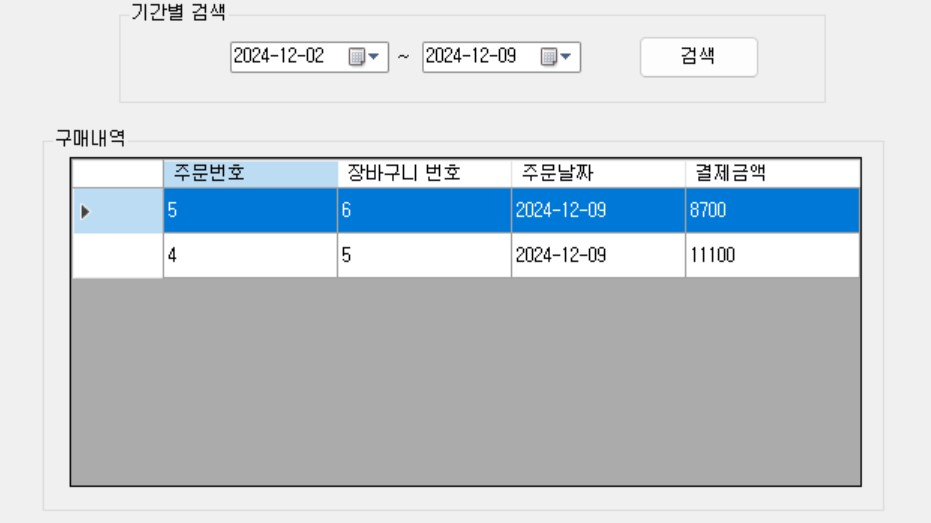 기간별 검색
2024-12-02 ~ 2024-12-09 검색
구매내역
주문번호 장바구니 번호 주문날짜 결제금액
5 6 2024-12-09 8700
4 5 2024-12-09 11100